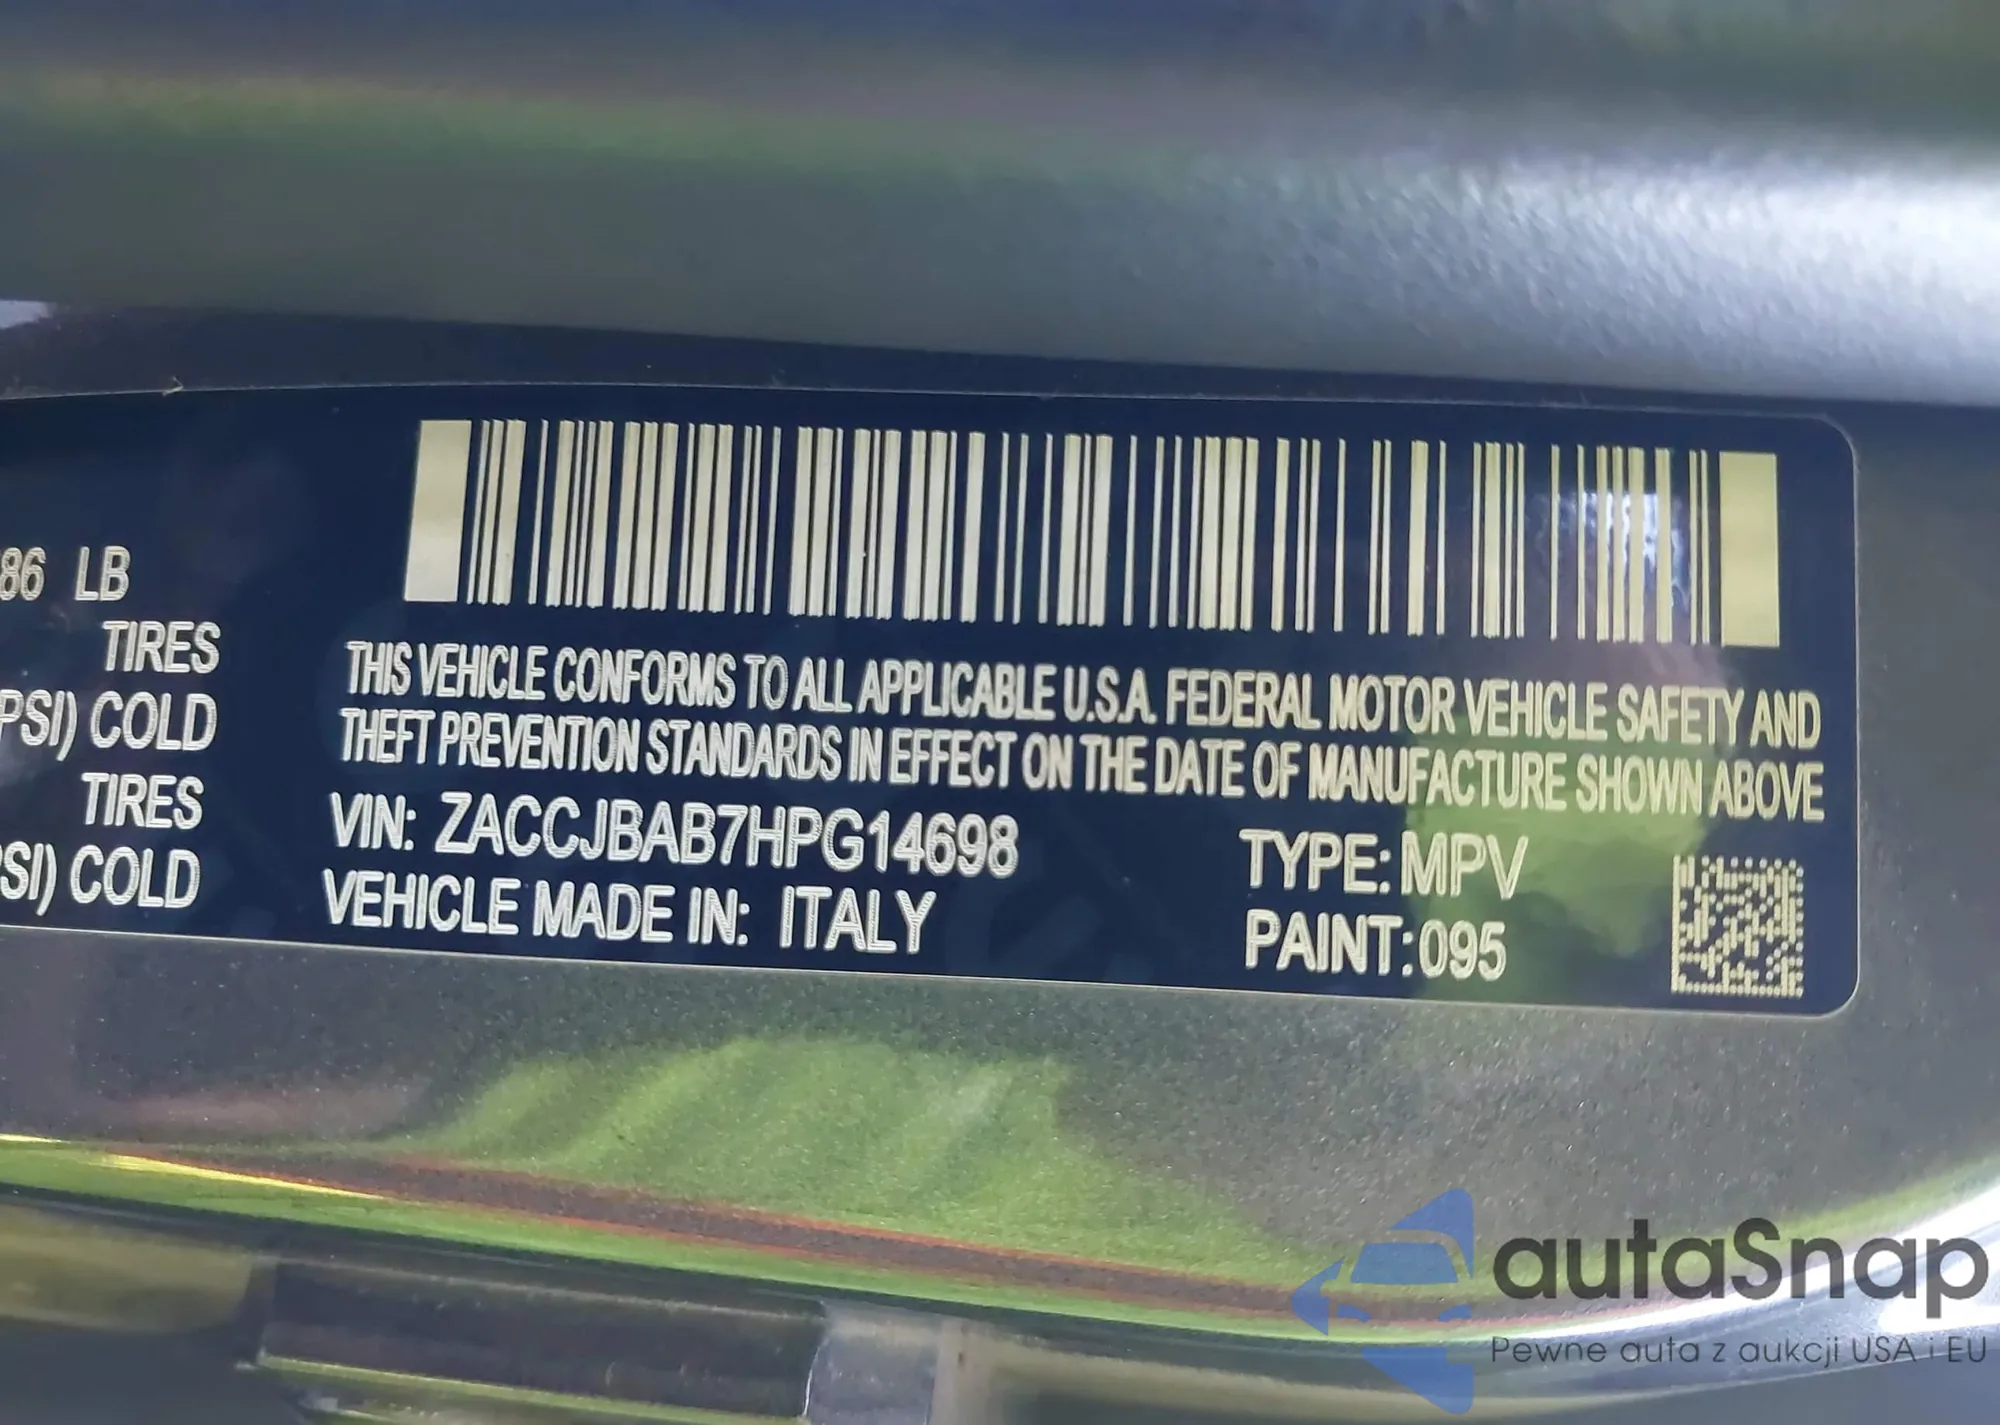 86 LB
TIRES
PSI) COLD
TIRES
SI) COLD
THIS VEHICLE CONFORMS TO ALL APPLICABLE U.S.A. FEDERAL MOTOR VEHICLE SAFETY AND
THEFT PREVENTION STANDARDS IN EFFECT ON THE DATE OF MANUFACTURE SHOWN ABOVE
VIN: ZACCJBAB7HPG14698
TYPE: MPV
VEHICLE MADE IN: ITALY
PAINT: 095
autaSnap
Pewne auta z aukcji USA i EU